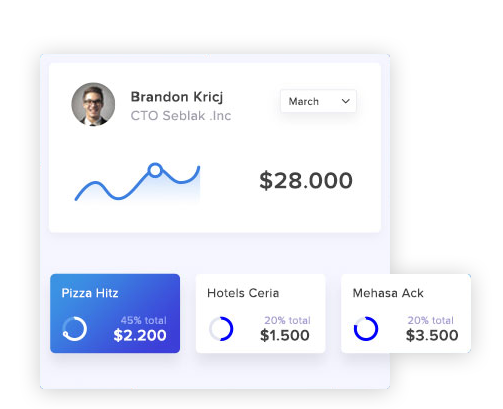 Brandon Kricj
CTO Seblak .Inc
March
$28.000
Pizza Hitz
45% total
$2.200
Hotels Ceria
20% total
$1.500
Mehasa Ack
20% total
$3.500